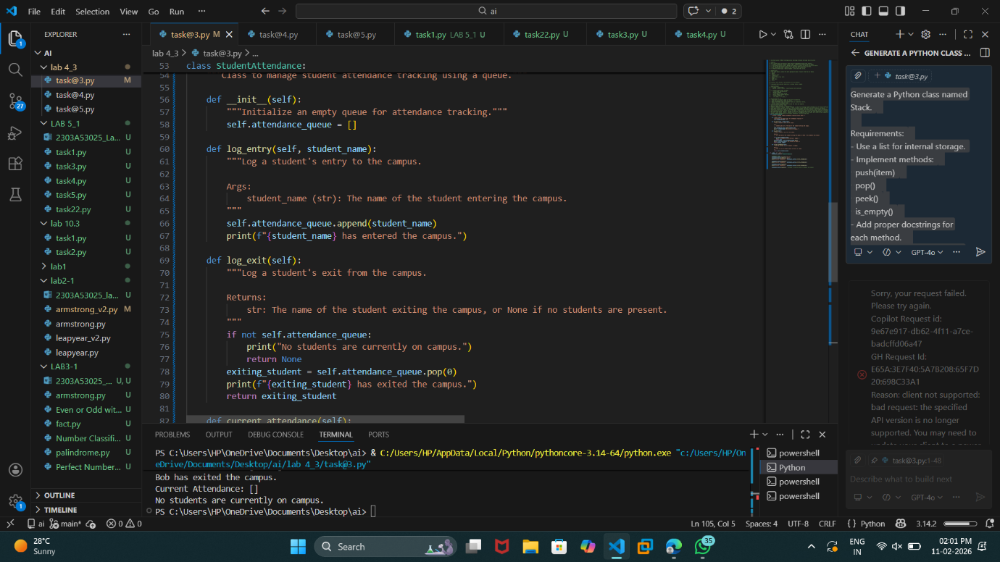 File Edit Selection View Go Run ···
ai
2
EXPLORER
AI
lab 4_3
task@3.py M
task@4.py
task@5.py
LAB 5_1
2303A53025_La... U
task1.py U
task3.py U
task4.py U
task5.py U
task22.py U
lab 10.3
task1.py U
task2.py U
lab1
lab2-1
2303A53025_la... U
armstrong_v2.py M
armstrong.py
leapyear_v2.py
leapyear.py
LAB3-1
2303A53025_... U, U
armstrong.py U
Even or Odd wit... U
fact.py U
Number Classifi... U
palindrome.py U
Perfect Number... U
OUTLINE
TIMELINE
1
27
1
task@3.py M
task@4.py
task@5.py
task1.py LAB 5_1 U
task22.py U
task3.py U
task4.py U
lab 4_3 > task@3.py > ...
53 class StudentAttendance:
54 Class to manage student attendance tracking using a queue.
55
56 def __init__(self):
57 """Initialize an empty queue for attendance tracking."""
58 self.attendance_queue = []
59
60 def log_entry(self, student_name):
61 """Log a student's entry to the campus.
62
63 Args:
64 student_name (str): The name of the student entering the campus.
65 """
66 self.attendance_queue.append(student_name)
67 print(f"{student_name} has entered the campus.")
68
69 def log_exit(self):
70 """Log a student's exit from the campus.
71
72 Returns:
73 str: The name of the student exiting the campus, or None if no students are present.
74 """
75 if not self.attendance_queue:
76 print("No students are currently on campus.")
77 return None
78 exiting_student = self.attendance_queue.pop(0)
79 print(f"{exiting_student} has exited the campus.")
80 return exiting_student
81
82 def current_attendance(self):
PROBLEMS OUTPUT DEBUG CONSOLE TERMINAL PORTS
PS C:\Users\HP\OneDrive\Documents\Desktop\ai> & C:/Users/HP/AppData/Local/Python/pythoncore-3.14-64/python.exe "c:/Users/HP/On
eDrive/Documents/Desktop/ai/lab 4_3/task@3.py"
Bob has exited the campus.
Current Attendance: []
No students are currently on campus.
PS C:\Users\HP\OneDrive\Documents\Desktop\ai>
powershell
Python
powershell
powershell
CHAT
GENERATE A PYTHON CLASS ...
task@3.py
Generate a Python class named
Stack.
Requirements:
- Use a list for internal storage.
- Implement methods:
push(item)
pop()
peek()
is_empty()
- Add proper docstrings for
each method.
GPT-4o
Sorry, your request failed.
Please try again.
Copilot Request id:
9e67e917-db62-4f11-a7ce-
badcffd06a47
GH Request Id:
E65A:3E7F40:5A7B208:65F7D
20:698C33A1
Reason: client not supported:
bad request: the specified
API version is no longer
supported. You may need to
task@3.py:1-48
Describe what to build next
GPT-4o
ai main* 0 0
Ln 105, Col 5 Spaces: 4 UTF-8 CRLF { } Python 3.14.2
28°C
Sunny
Search
35
ENG
IN
02:01 PM
11-02-2026